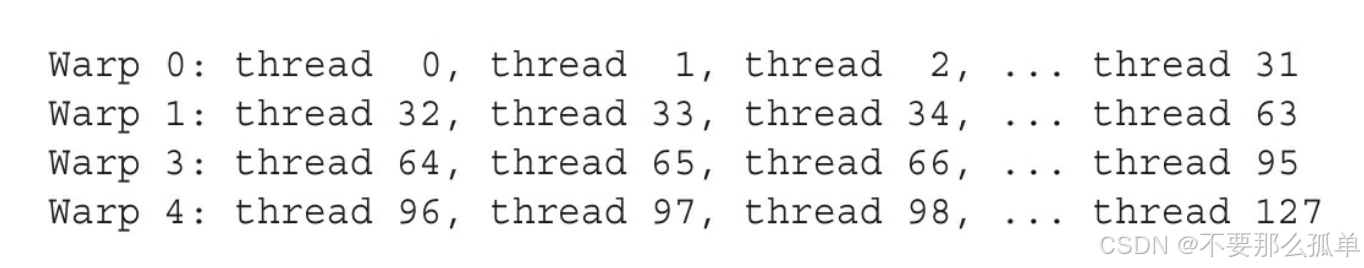 Warp 0: thread  0, thread  1, thread  2, ... thread 31
Warp 1: thread 32, thread 33, thread 34, ... thread 63
Warp 3: thread 64, thread 65, thread 66, ... thread 95
Warp 4: thread 96, thread 97, thread 98, ... thread 127
CSDN @不要那么孤单